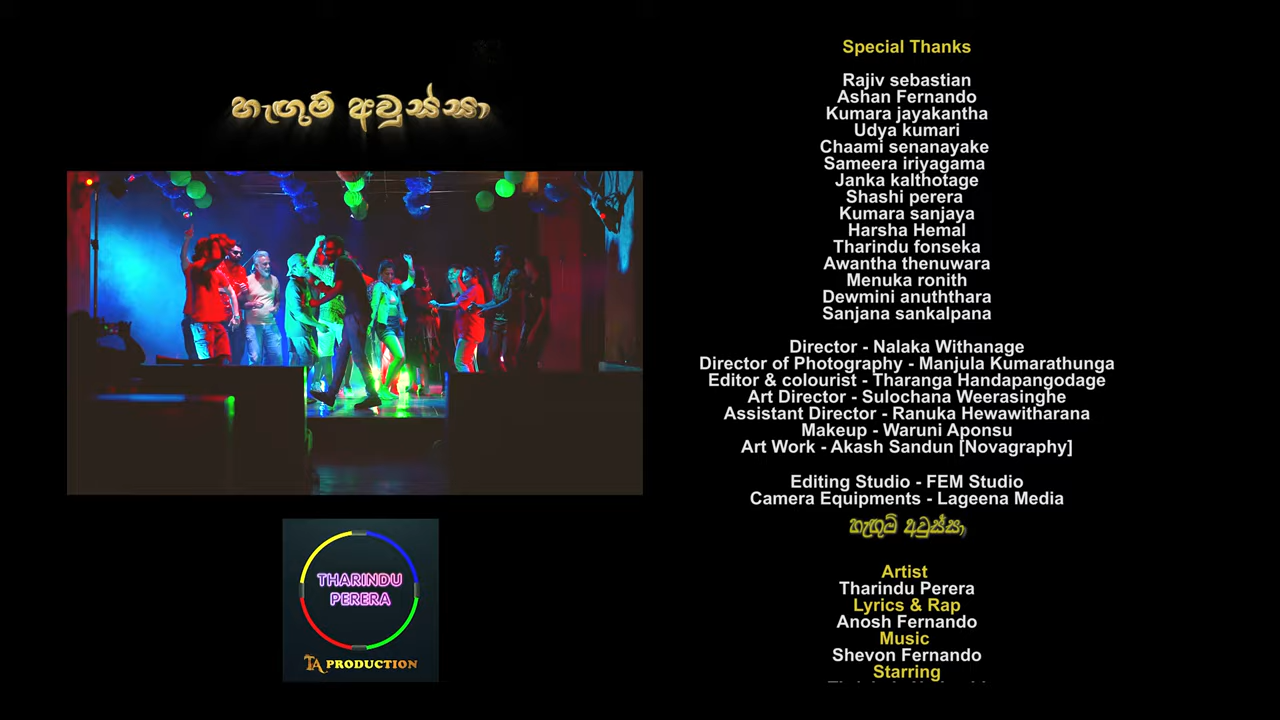 හැඟුම් අවුස්සා
THARINDU
PERERA
TA PRODUCTION
Special Thanks
Rajiv sebastian
Ashan Fernando
Kumara jayakantha
Udya kumari
Chaami senanayake
Sameera iriyagama
Janka kalthotage
Shashi perera
Kumara sanjaya
Harsha Hemal
Tharindu fonseka
Awantha thenuwara
Menuka ronith
Dewmini anuththara
Sanjana sankalpana
Director - Nalaka Withanage
Director of Photography - Manjula Kumarathunga
Editor & colourist - Tharanga Handapangodage
Art Director - Sulochana Weerasinghe
Assistant Director - Ranuka Hewawitharana
Makeup - Waruni Aponsu
Art Work - Akash Sandun [Novagraphy]
Editing Studio - FEM Studio
Camera Equipments - Lageena Media
හැඟුම් අවුස්සා
Artist
Tharindu Perera
Lyrics & Rap
Anosh Fernando
Music
Shevon Fernando
Starring